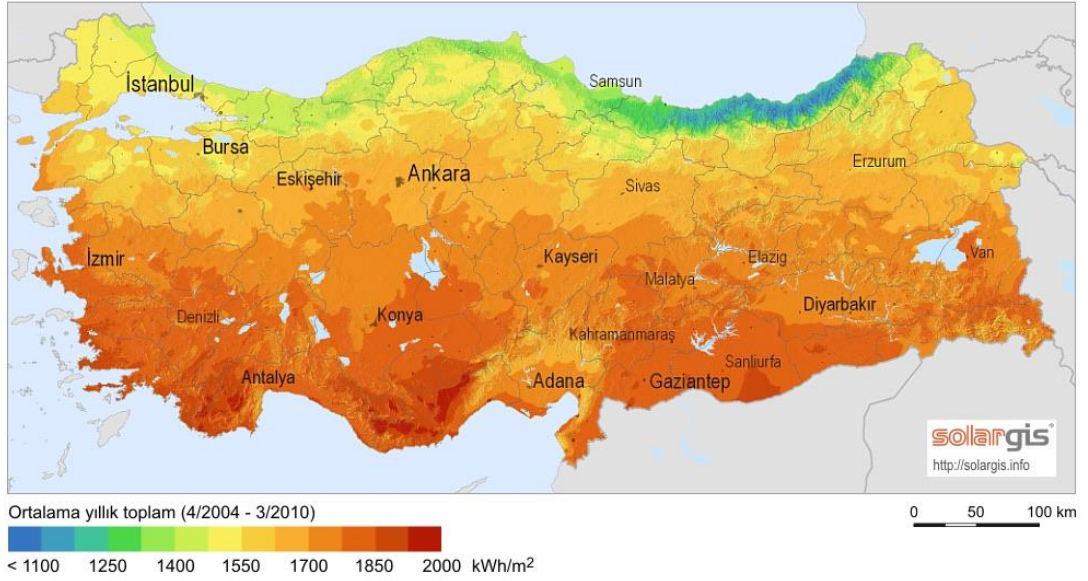 İstanbul
Samsun
Bursa
Eskişehir
Ankara
Erzurum
Sivas
İzmir
Kayseri
Elazig
Van
Malatya
Denizli
Konya
Diyarbakır
Kahramanmaraş
Antalya
Adana
Gaziantep
Sanliurfa
solargis
http://solargis.info
Ortalama yıllık toplam (4/2004 - 3/2010)
0 50 100 km
< 1100 1250 1400 1550 1700 1850 2000 kWh/m²